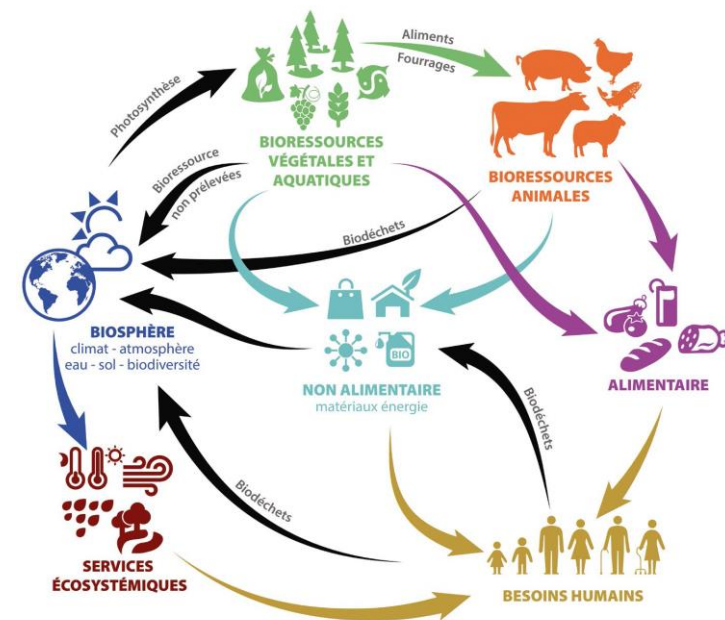 Aliments
Fourrages
Photosynthèse
BIORESSOURCES
VÉGÉTALES ET
AQUATIQUES
BIORESSOURCES
ANIMALES
Bioressource
non prélevées
Biodéchets
BIOSPHÈRE
climat - atmosphère
eau - sol - biodiversité
BIO
NON ALIMENTAIRE
matériaux énergie
ALIMENTAIRE
Biodéchets
Biodéchets
SERVICES
ÉCOSYSTÉMIQUES
BESOINS HUMAINS